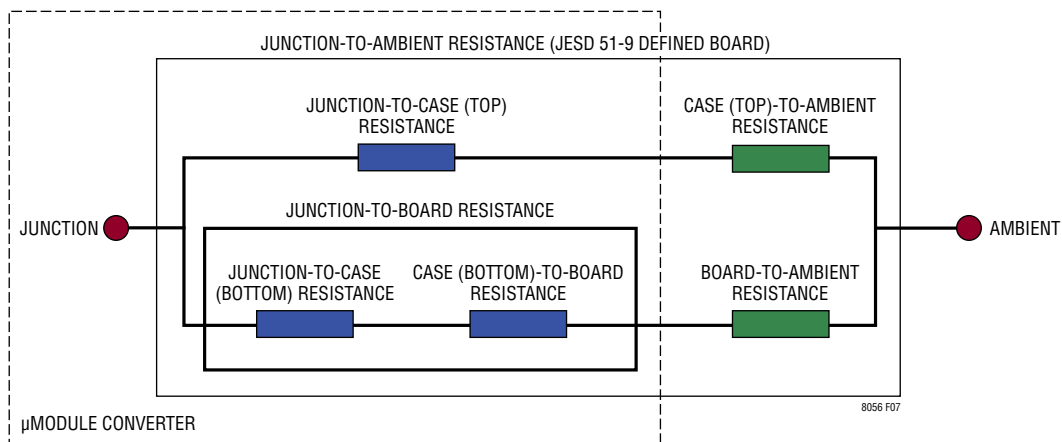 JUNCTION-TO-AMBIENT RESISTANCE (JESD 51-9 DEFINED BOARD)
JUNCTION-TO-CASE (TOP)
RESISTANCE
CASE (TOP)-TO-AMBIENT
RESISTANCE
JUNCTION
JUNCTION-TO-BOARD RESISTANCE
AMBIENT
JUNCTION-TO-CASE
(BOTTOM) RESISTANCE
CASE (BOTTOM)-TO-BOARD
RESISTANCE
BOARD-TO-AMBIENT
RESISTANCE
8056 F07
µMODULE CONVERTER